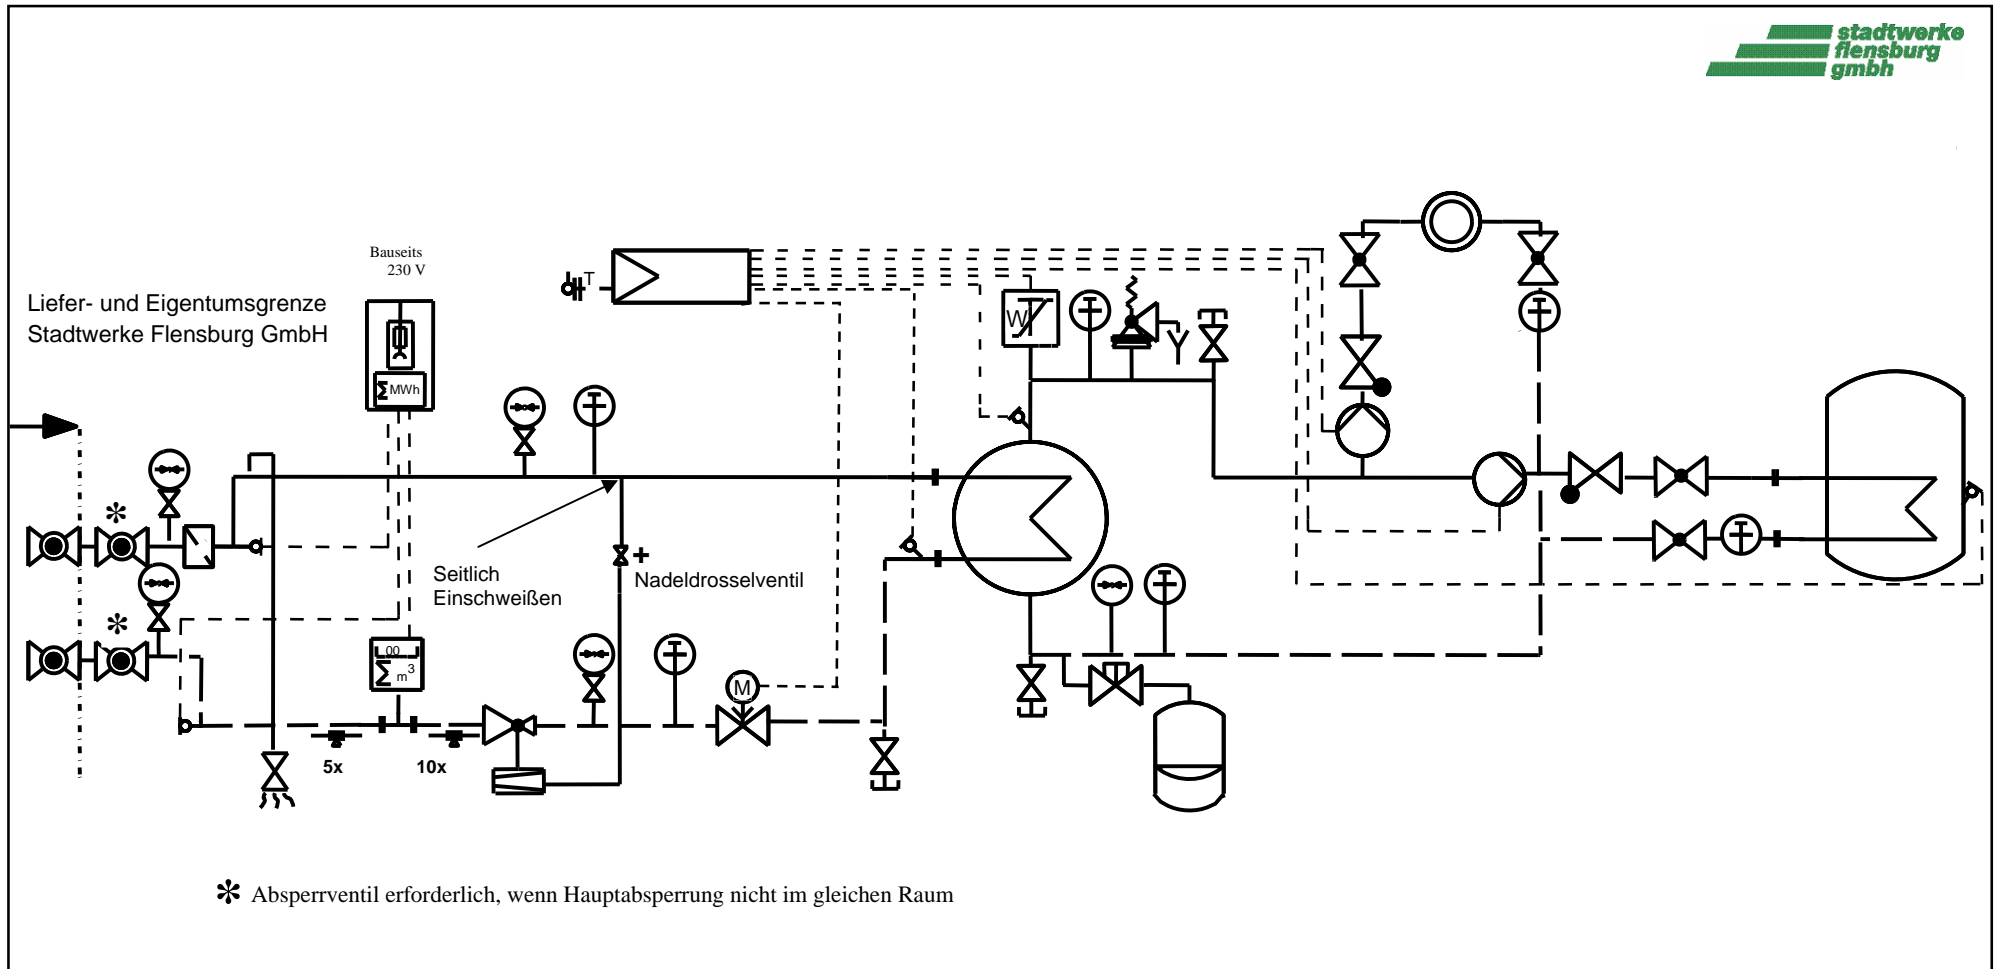 stadtwerke
flensburg
gmbh
Bauseits
230 V
Liefer- und Eigentumsgrenze
Stadtwerke Flensburg GmbH
T
W
Σ MWh
*
Seitlich
Einschweißen
+
Nadeldrosselventil
*
00
Σ m³
M
5x
10x
* Absperrventil erforderlich, wenn Hauptabsperrung nicht im gleichen Raum